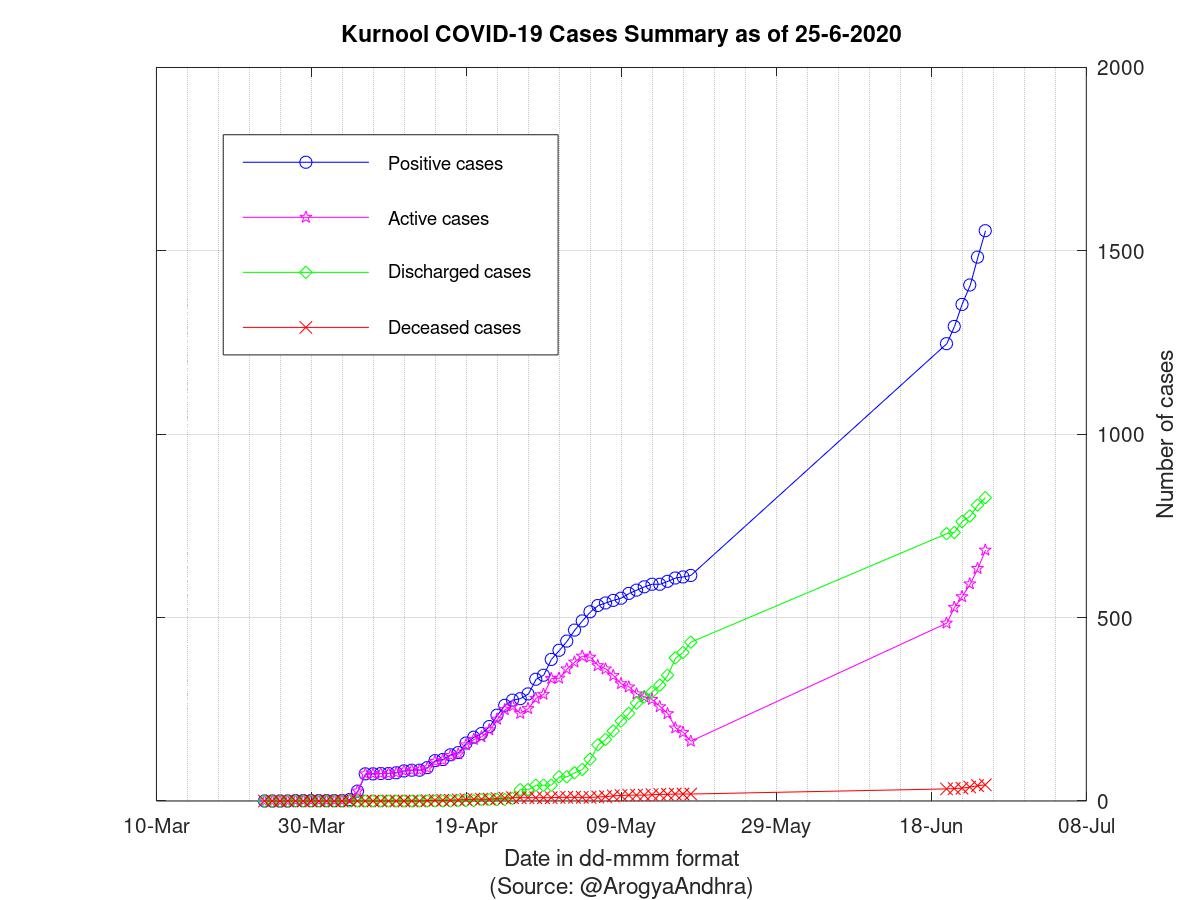 Kurnool COVID-19 Cases Summary as of 25-6-2020
Positive cases
Active cases
Discharged cases
Deceased cases
2000
1500
1000
500
0
Number of cases
10-Mar
30-Mar
19-Apr
09-May
29-May
18-Jun
08-Jul
Date in dd-mmm format
(Source: @ArogyaAndhra)